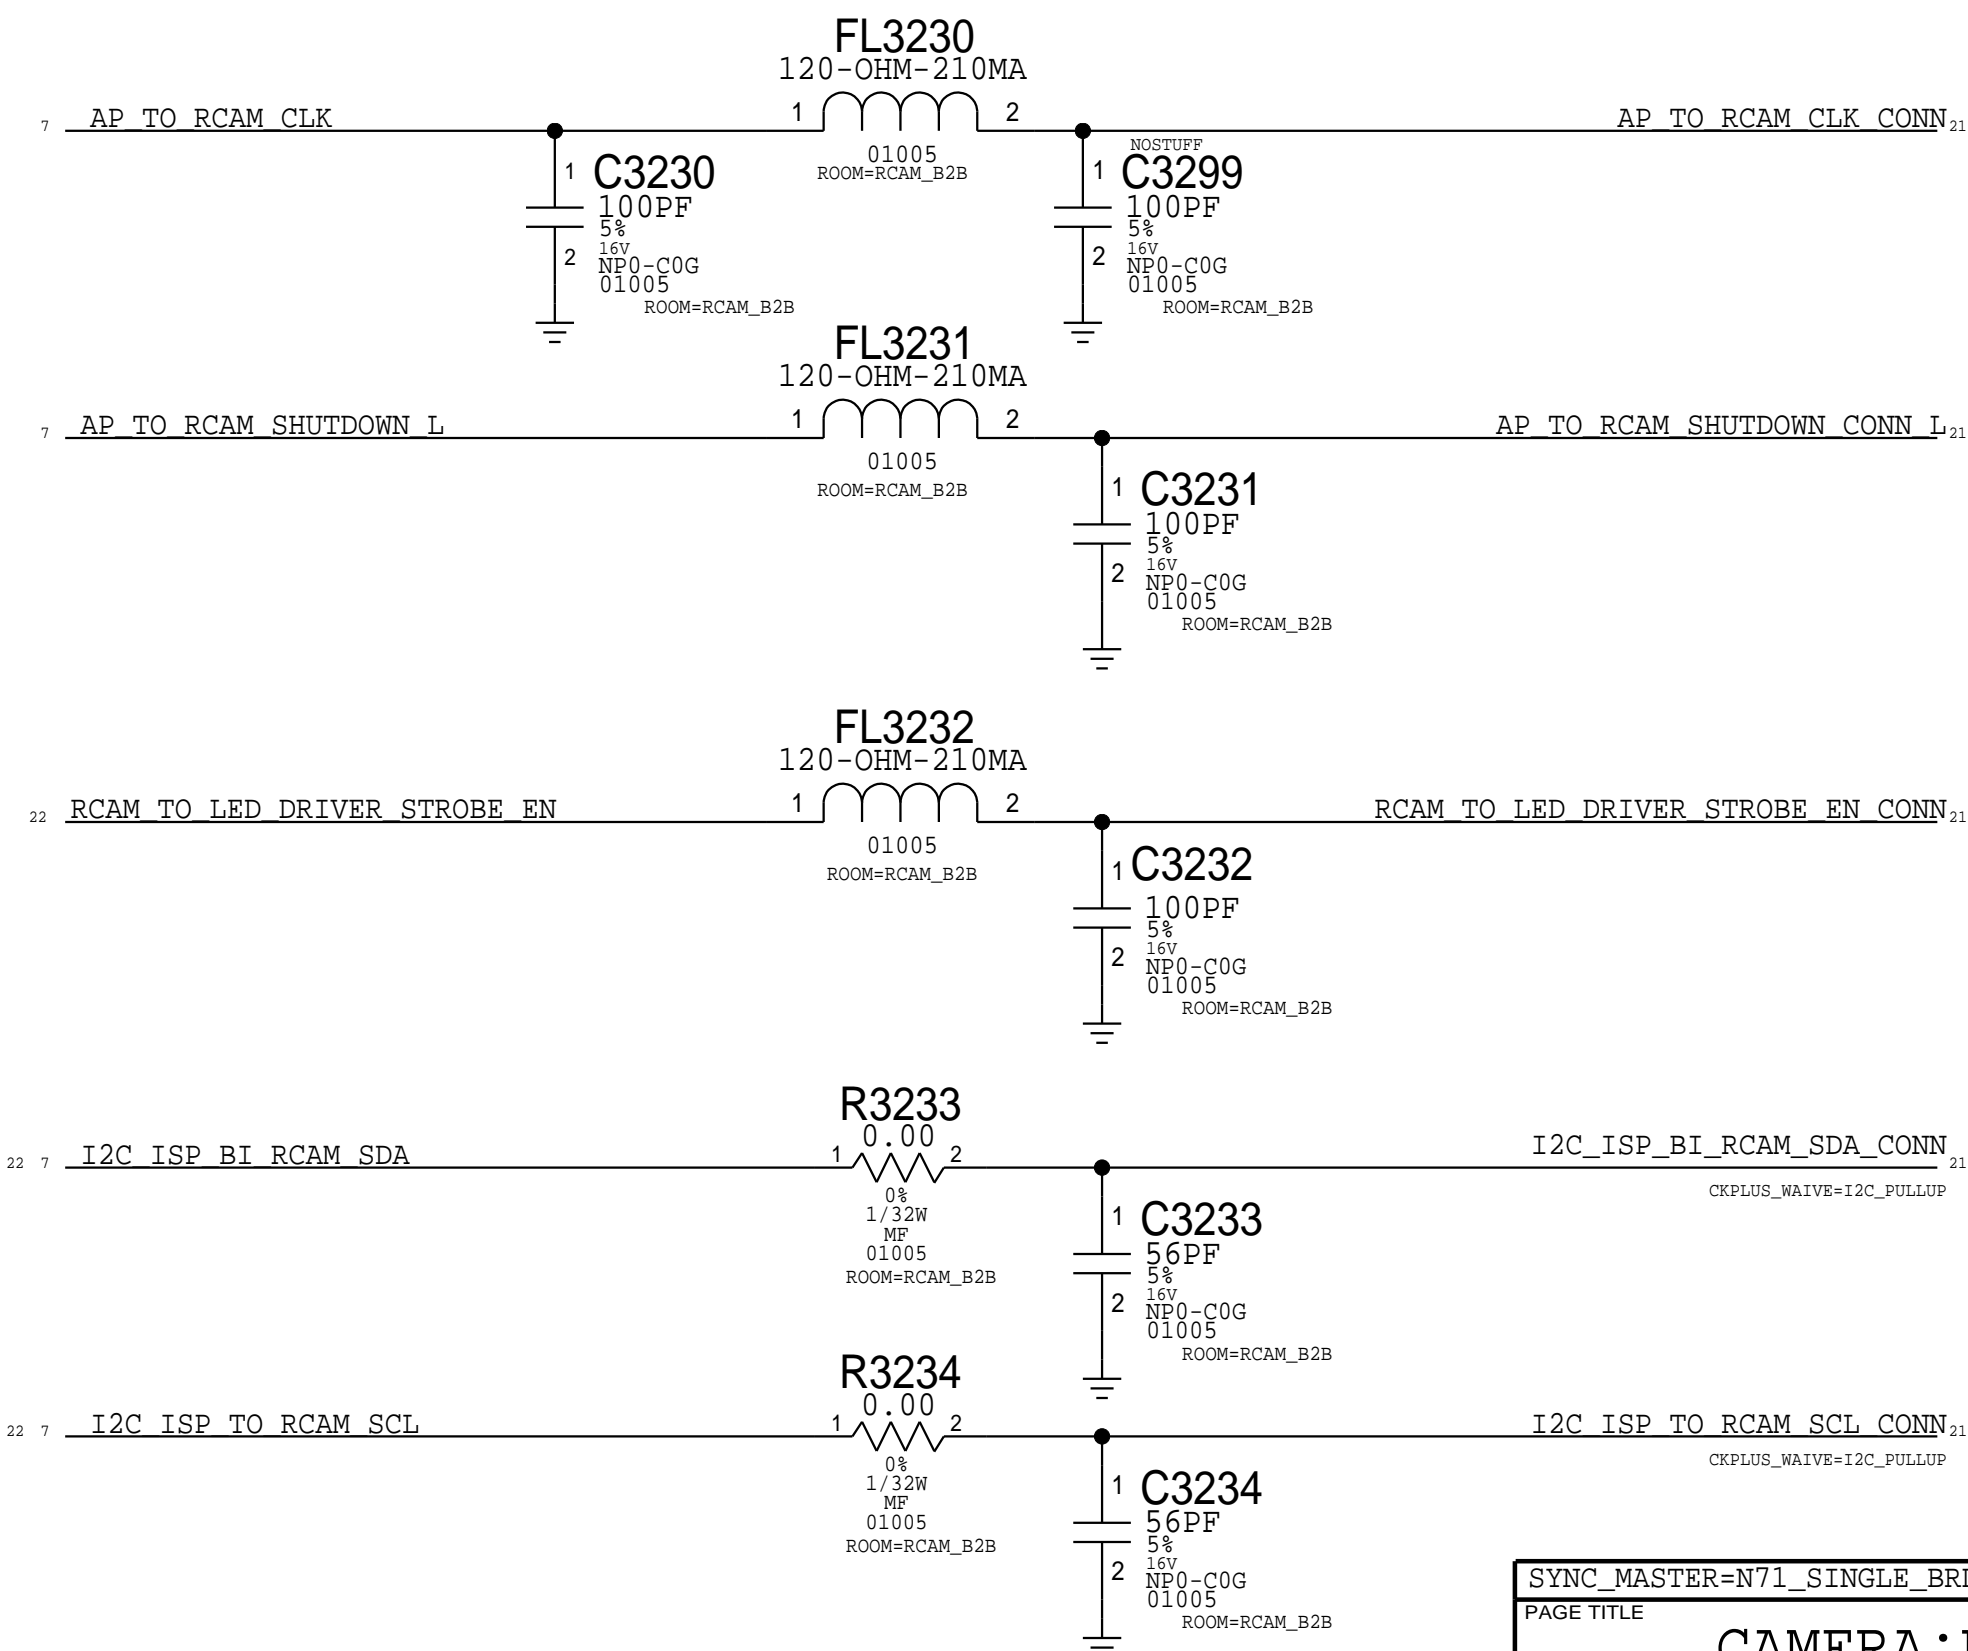 FL3230
120-OHM-210MA
7 AP_TO_RCAM_CLK 1 2 AP_TO_RCAM_CLK_CONN 21
01005
ROOM=RCAM_B2B
1 C3230
100PF
5%
16V
2 NP0-C0G
01005
ROOM=RCAM_B2B
NOSTUFF
1 C3299
100PF
5%
16V
2 NP0-C0G
01005
ROOM=RCAM_B2B
FL3231
120-OHM-210MA
7 AP_TO_RCAM_SHUTDOWN_L 1 2 AP_TO_RCAM_SHUTDOWN_CONN_L 21
01005
ROOM=RCAM_B2B
1 C3231
100PF
5%
16V
2 NP0-C0G
01005
ROOM=RCAM_B2B
FL3232
120-OHM-210MA
22 RCAM_TO_LED_DRIVER_STROBE_EN 1 2 RCAM_TO_LED_DRIVER_STROBE_EN_CONN 21
01005
ROOM=RCAM_B2B
1 C3232
100PF
5%
16V
2 NP0-C0G
01005
ROOM=RCAM_B2B
R3233
0.00
22 7 I2C_ISP_BI_RCAM_SDA 1 2 I2C_ISP_BI_RCAM_SDA_CONN 21
CKPLUS_WAIVE=I2C_PULLUP
0%
1/32W
MF
01005
ROOM=RCAM_B2B
1 C3233
56PF
5%
16V
2 NP0-C0G
01005
ROOM=RCAM_B2B
R3234
0.00
22 7 I2C_ISP_TO_RCAM_SCL 1 2 I2C_ISP_TO_RCAM_SCL_CONN 21
CKPLUS_WAIVE=I2C_PULLUP
0%
1/32W
MF
01005
ROOM=RCAM_B2B
1 C3234
56PF
5%
16V
2 NP0-C0G
01005
ROOM=RCAM_B2B
SYNC_MASTER=N71_SINGLE_BRD
PAGE TITLE
CAMERA: